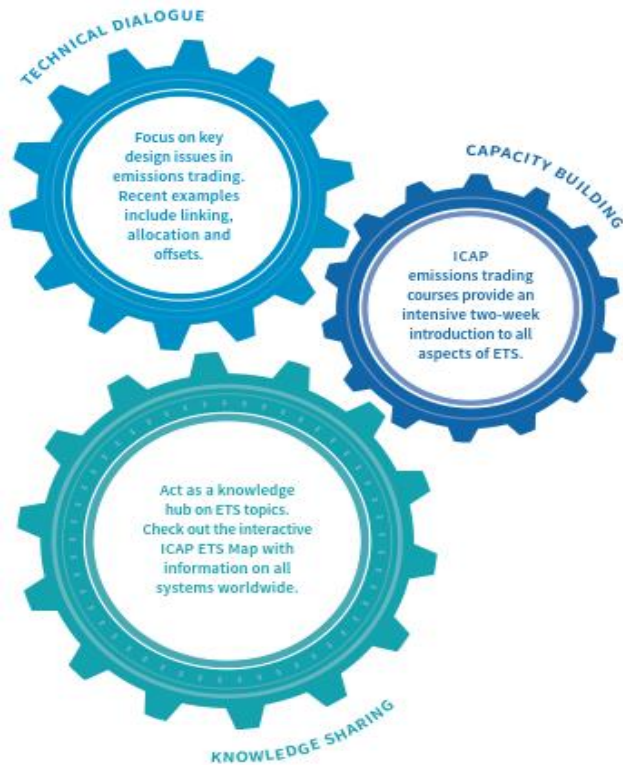 TECHNICAL DIALOGUE
Focus on key
design issues in
emissions trading.
Recent examples
include linking,
allocation and
offsets.
CAPACITY BUILDING
ICAP
emissions trading
courses provide an
intensive two-week
introduction to all
aspects of ETS.
Act as a knowledge
hub on ETS topics.
Check out the interactive
ICAP ETS Map with
information on all
systems worldwide.
KNOWLEDGE SHARING